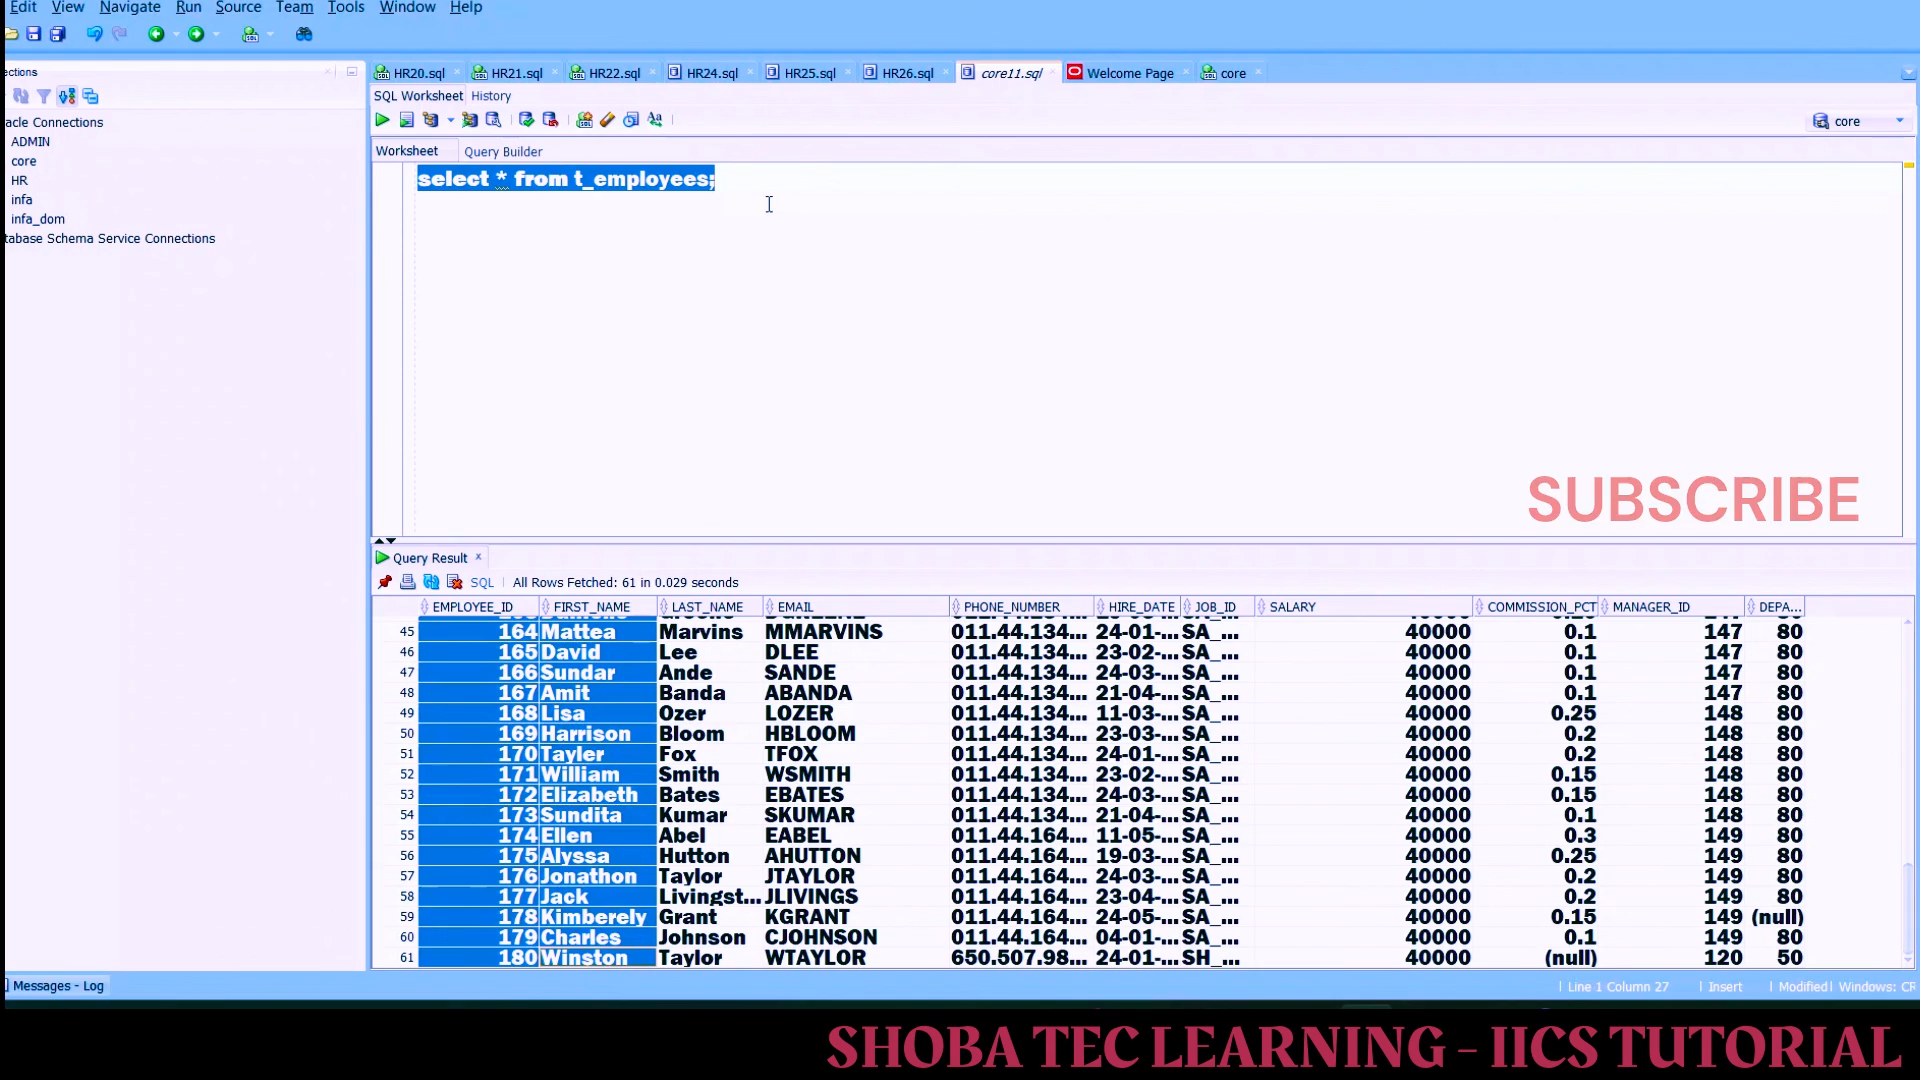 Edit View Navigate Run Source Team Tools Window Help
ctions
HR20.sql HR21.sql HR22.sql HR24.sql HR25.sql HR26.sql core11.sql Welcome Page core
SQL Worksheet History
core
acle Connections
ADMIN
core
HR
infa
infa_dom
tabase Schema Service Connections
Worksheet Query Builder
select * from t_employees;
SUBSCRIBE
Query Result
SQL All Rows Fetched: 61 in 0.029 seconds
EMPLOYEE_ID FIRST_NAME LAST_NAME EMAIL PHONE_NUMBER HIRE_DATE JOB_ID SALARY COMMISSION_PCT MANAGER_ID DEPA...
45 164 Mattea Marvins MMARVINS 011.44.134... 24-01-... SA_... 40000 0.1 147 80
46 165 David Lee DLEE 011.44.134... 23-02-... SA_... 40000 0.1 147 80
47 166 Sundar Ande SANDE 011.44.134... 24-03-... SA_... 40000 0.1 147 80
48 167 Amit Banda ABANDA 011.44.134... 21-04-... SA_... 40000 0.1 147 80
49 168 Lisa Ozer LOZER 011.44.134... 11-03-... SA_... 40000 0.25 148 80
50 169 Harrison Bloom HBLOOM 011.44.134... 23-03-... SA_... 40000 0.2 148 80
51 170 Tayler Fox TFOX 011.44.134... 24-01-... SA_... 40000 0.2 148 80
52 171 William Smith WSMITH 011.44.134... 23-02-... SA_... 40000 0.15 148 80
53 172 Elizabeth Bates EBATES 011.44.134... 24-03-... SA_... 40000 0.15 148 80
54 173 Sundita Kumar SKUMAR 011.44.134... 21-04-... SA_... 40000 0.1 148 80
55 174 Ellen Abel EABEL 011.44.164... 11-05-... SA_... 40000 0.3 149 80
56 175 Alyssa Hutton AHUTTON 011.44.164... 19-03-... SA_... 40000 0.25 149 80
57 176 Jonathon Taylor JTAYLOR 011.44.164... 24-03-... SA_... 40000 0.2 149 80
58 177 Jack Livingst... JLIVINGS 011.44.164... 23-04-... SA_... 40000 0.2 149 80
59 178 Kimberely Grant KGRANT 011.44.164... 24-05-... SA_... 40000 0.15 149 (null)
60 179 Charles Johnson CJOHNSON 011.44.164... 04-01-... SA_... 40000 0.1 149 80
61 180 Winston Taylor WTAYLOR 650.507.98... 24-01-... SH_... 40000 (null) 120 50
Messages - Log
Line 1 Column 27 Insert Modified Windows: CR
SHOBA TEC LEARNING - IICS TUTORIAL